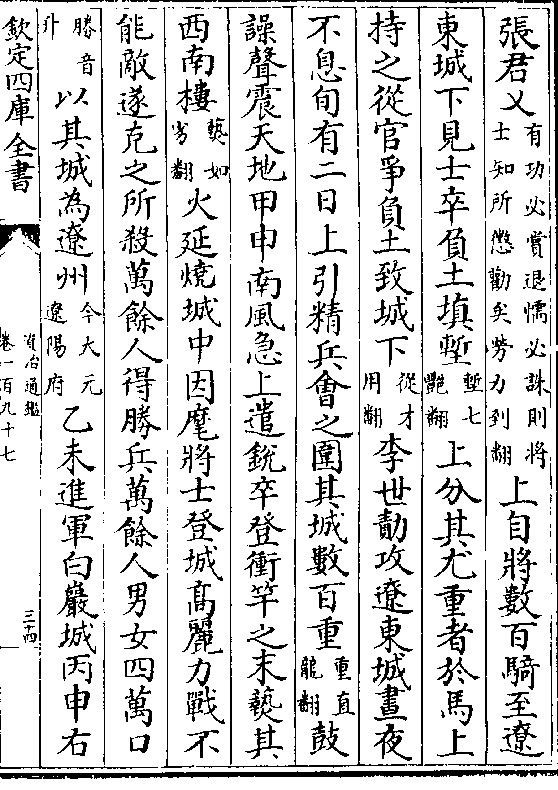 張君乂有功必賞退懦必誅則將士知所懲勸矣勞力到翻上自將數百騎至遼
東城下見士卒負土填塹塹七豔翻上分其尤重者於馬上
持之從官爭負土致城下從才用翻李世勣攻遼東城晝夜
不息旬有二日上引精兵會之圍其城數百重重直龍翻鼓
譟聲震天地甲申南風急上遣銳卒登衝竿之末爇其
西南樓爇如劣翻火延燒城中因麾將士登城高麗力戰不
能敵遂克之所殺萬餘人得勝兵萬餘人男女四萬口
勝音升以其城為遼州今大元遼陽府乙未進軍白巖城丙申右
欽定四庫全書
資治通鑑
卷一百九十七
三十四